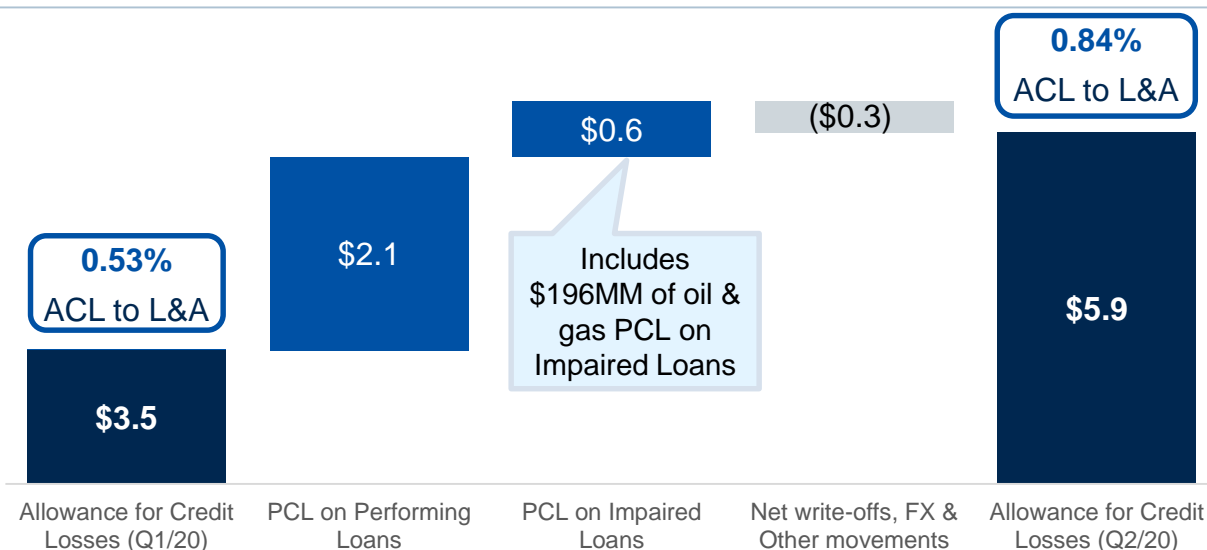 0.84%
ACL to L&A
$0.6
($0.3)
0.53%
ACL to L&A
$2.1
Includes
$196MM of oil &
gas PCL on
Impaired Loans
$5.9
$3.5
Allowance for Credit
Losses (Q1/20)
PCL on Performing
Loans
PCL on Impaired
Loans
Net write-offs, FX &
Other movements
Allowance for Credit
Losses (Q2/20)